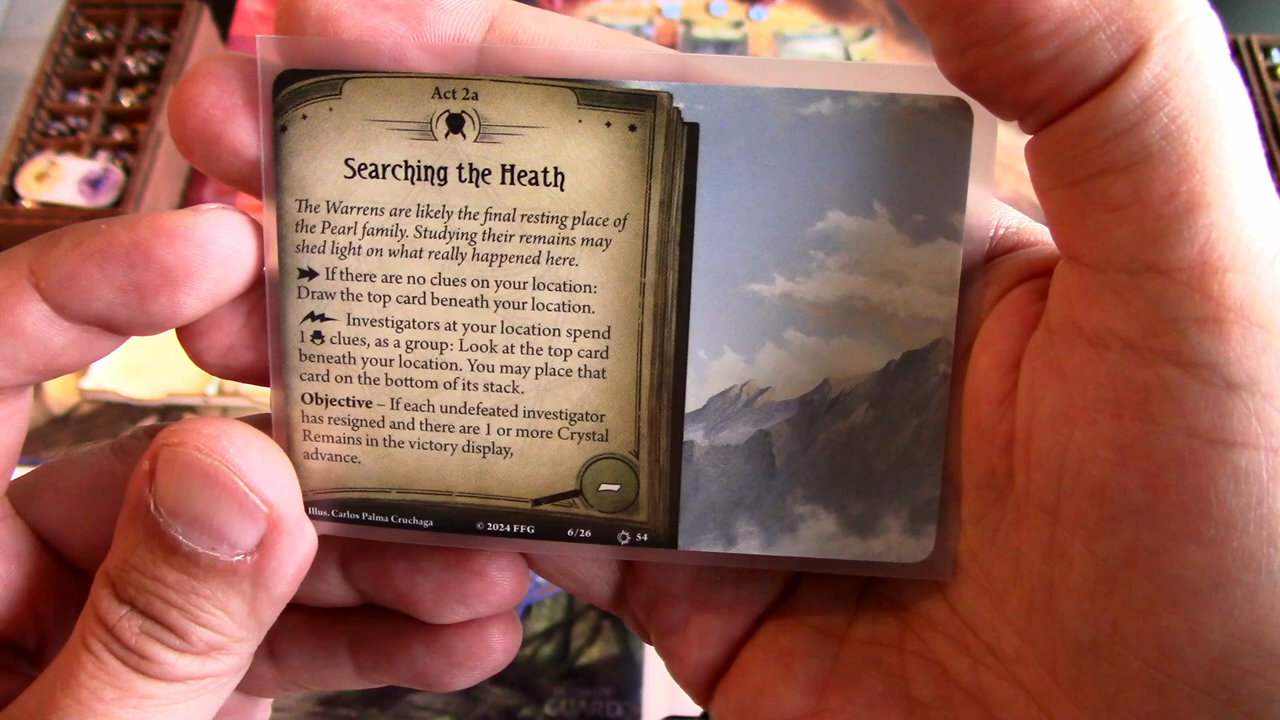 Act 2a
Searching the Heath
The Warrens are likely the final resting place of
the Pearl family. Studying their remains may
shed light on what really happened here.
If there are no clues on your location:
Draw the top card beneath your location.
Investigators at your location spend
1 clues, as a group: Look at the top card
beneath your location. You may place that
card on the bottom of its stack.
Objective – If each undefeated investigator
has resigned and there are 1 or more Crystal
Remains in the victory display,
advance.
–
Illus. Carlos Palma Cruchaga © 2024 FFG 6/26 54
GUARD